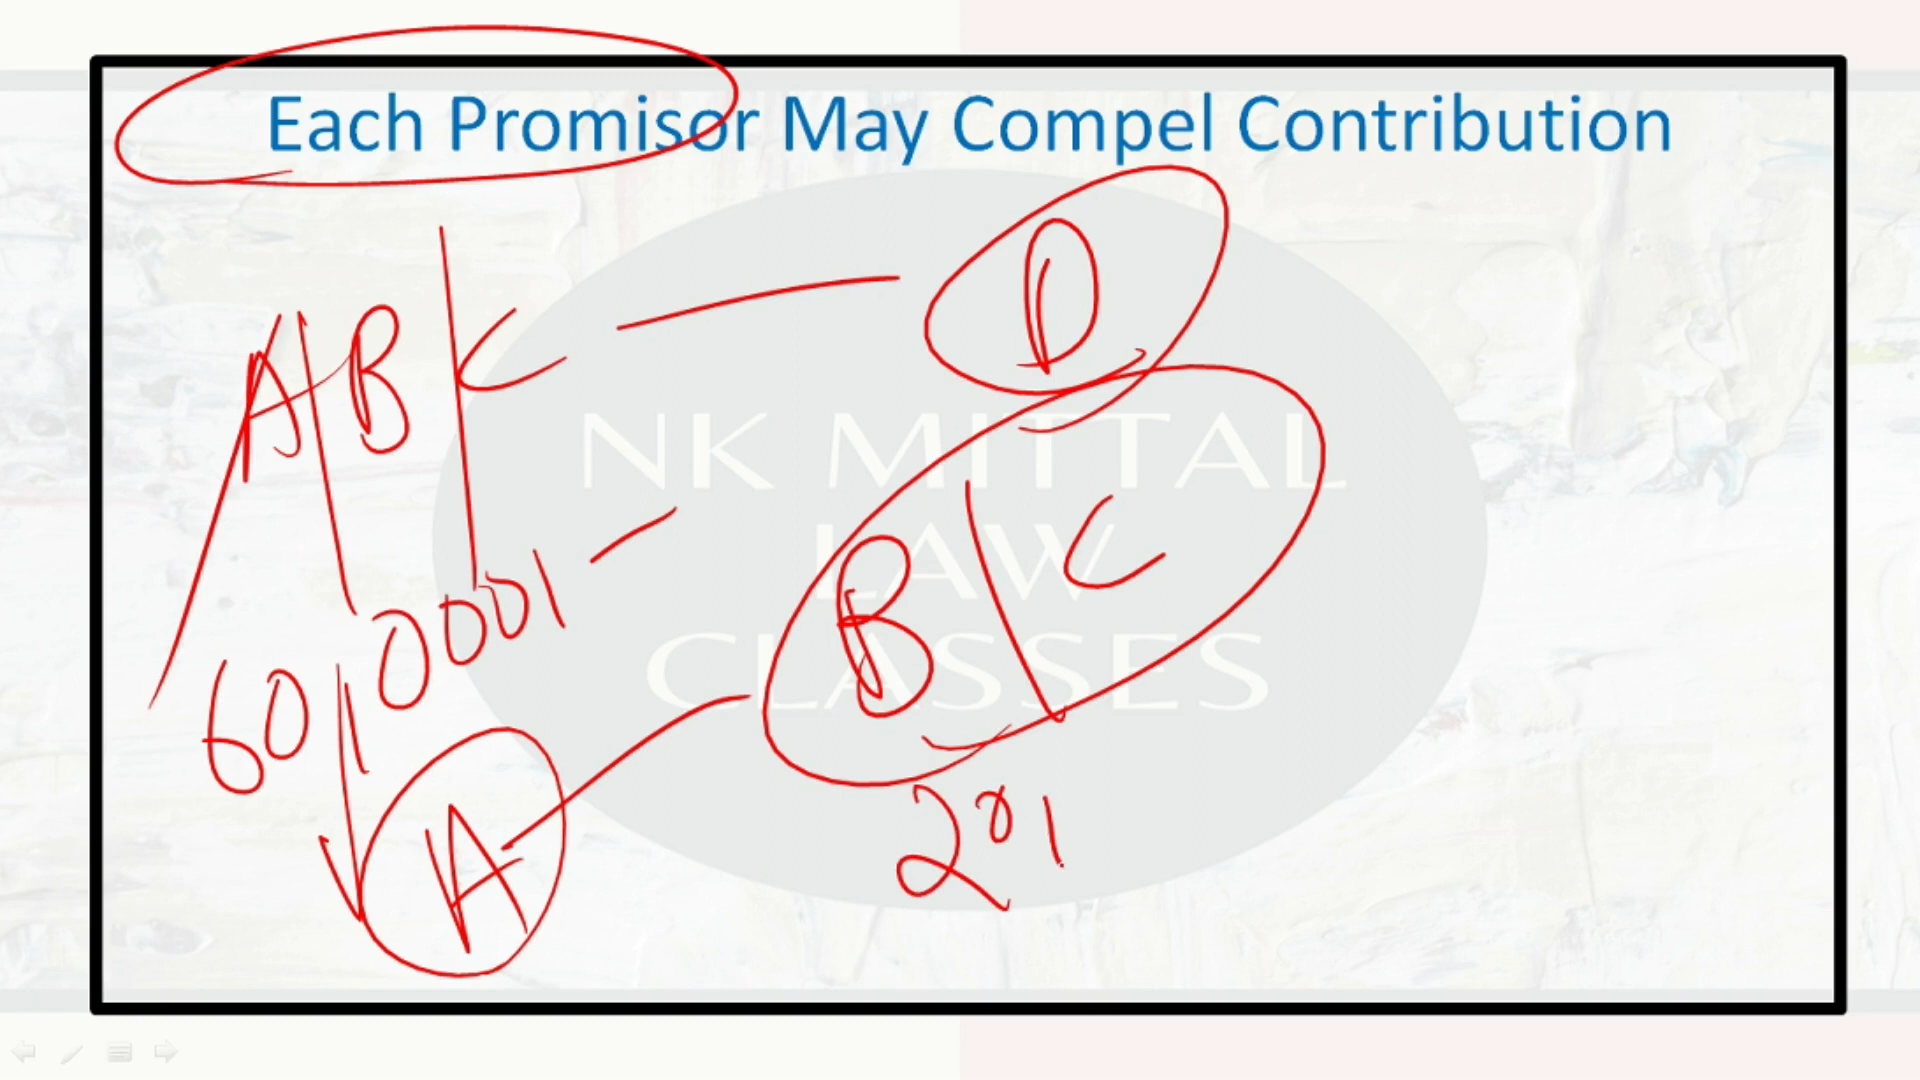 Each Promisor May Compel Contribution
A B C D
NK MITTAL
LAW
CLASSES
B C
60,000/-
A
20/